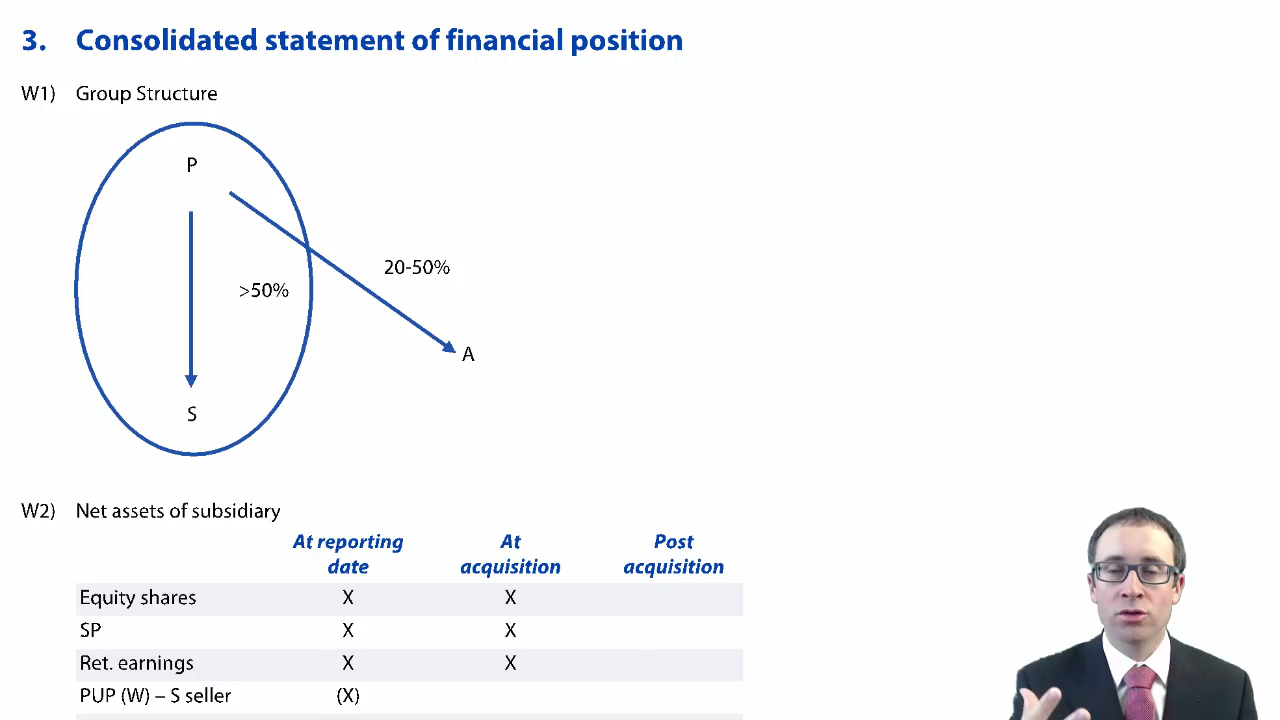 3. Consolidated statement of financial position
W1) Group Structure
P
20-50%
>50%
A
S
W2) Net assets of subsidiary
At reporting date At acquisition Post acquisition
Equity shares X X
SP X X
Ret. earnings X X
PUP (W) – S seller (X)